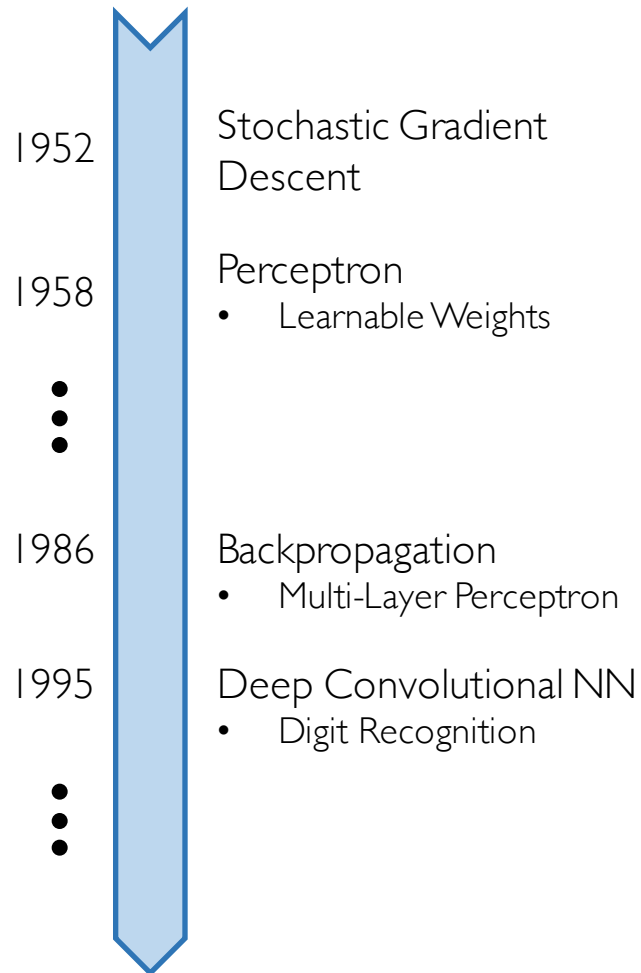 1952
Stochastic Gradient
Descent
1958
Perceptron
• Learnable Weights
1986
Backpropagation
• Multi-Layer Perceptron
1995
Deep Convolutional NN
• Digit Recognition